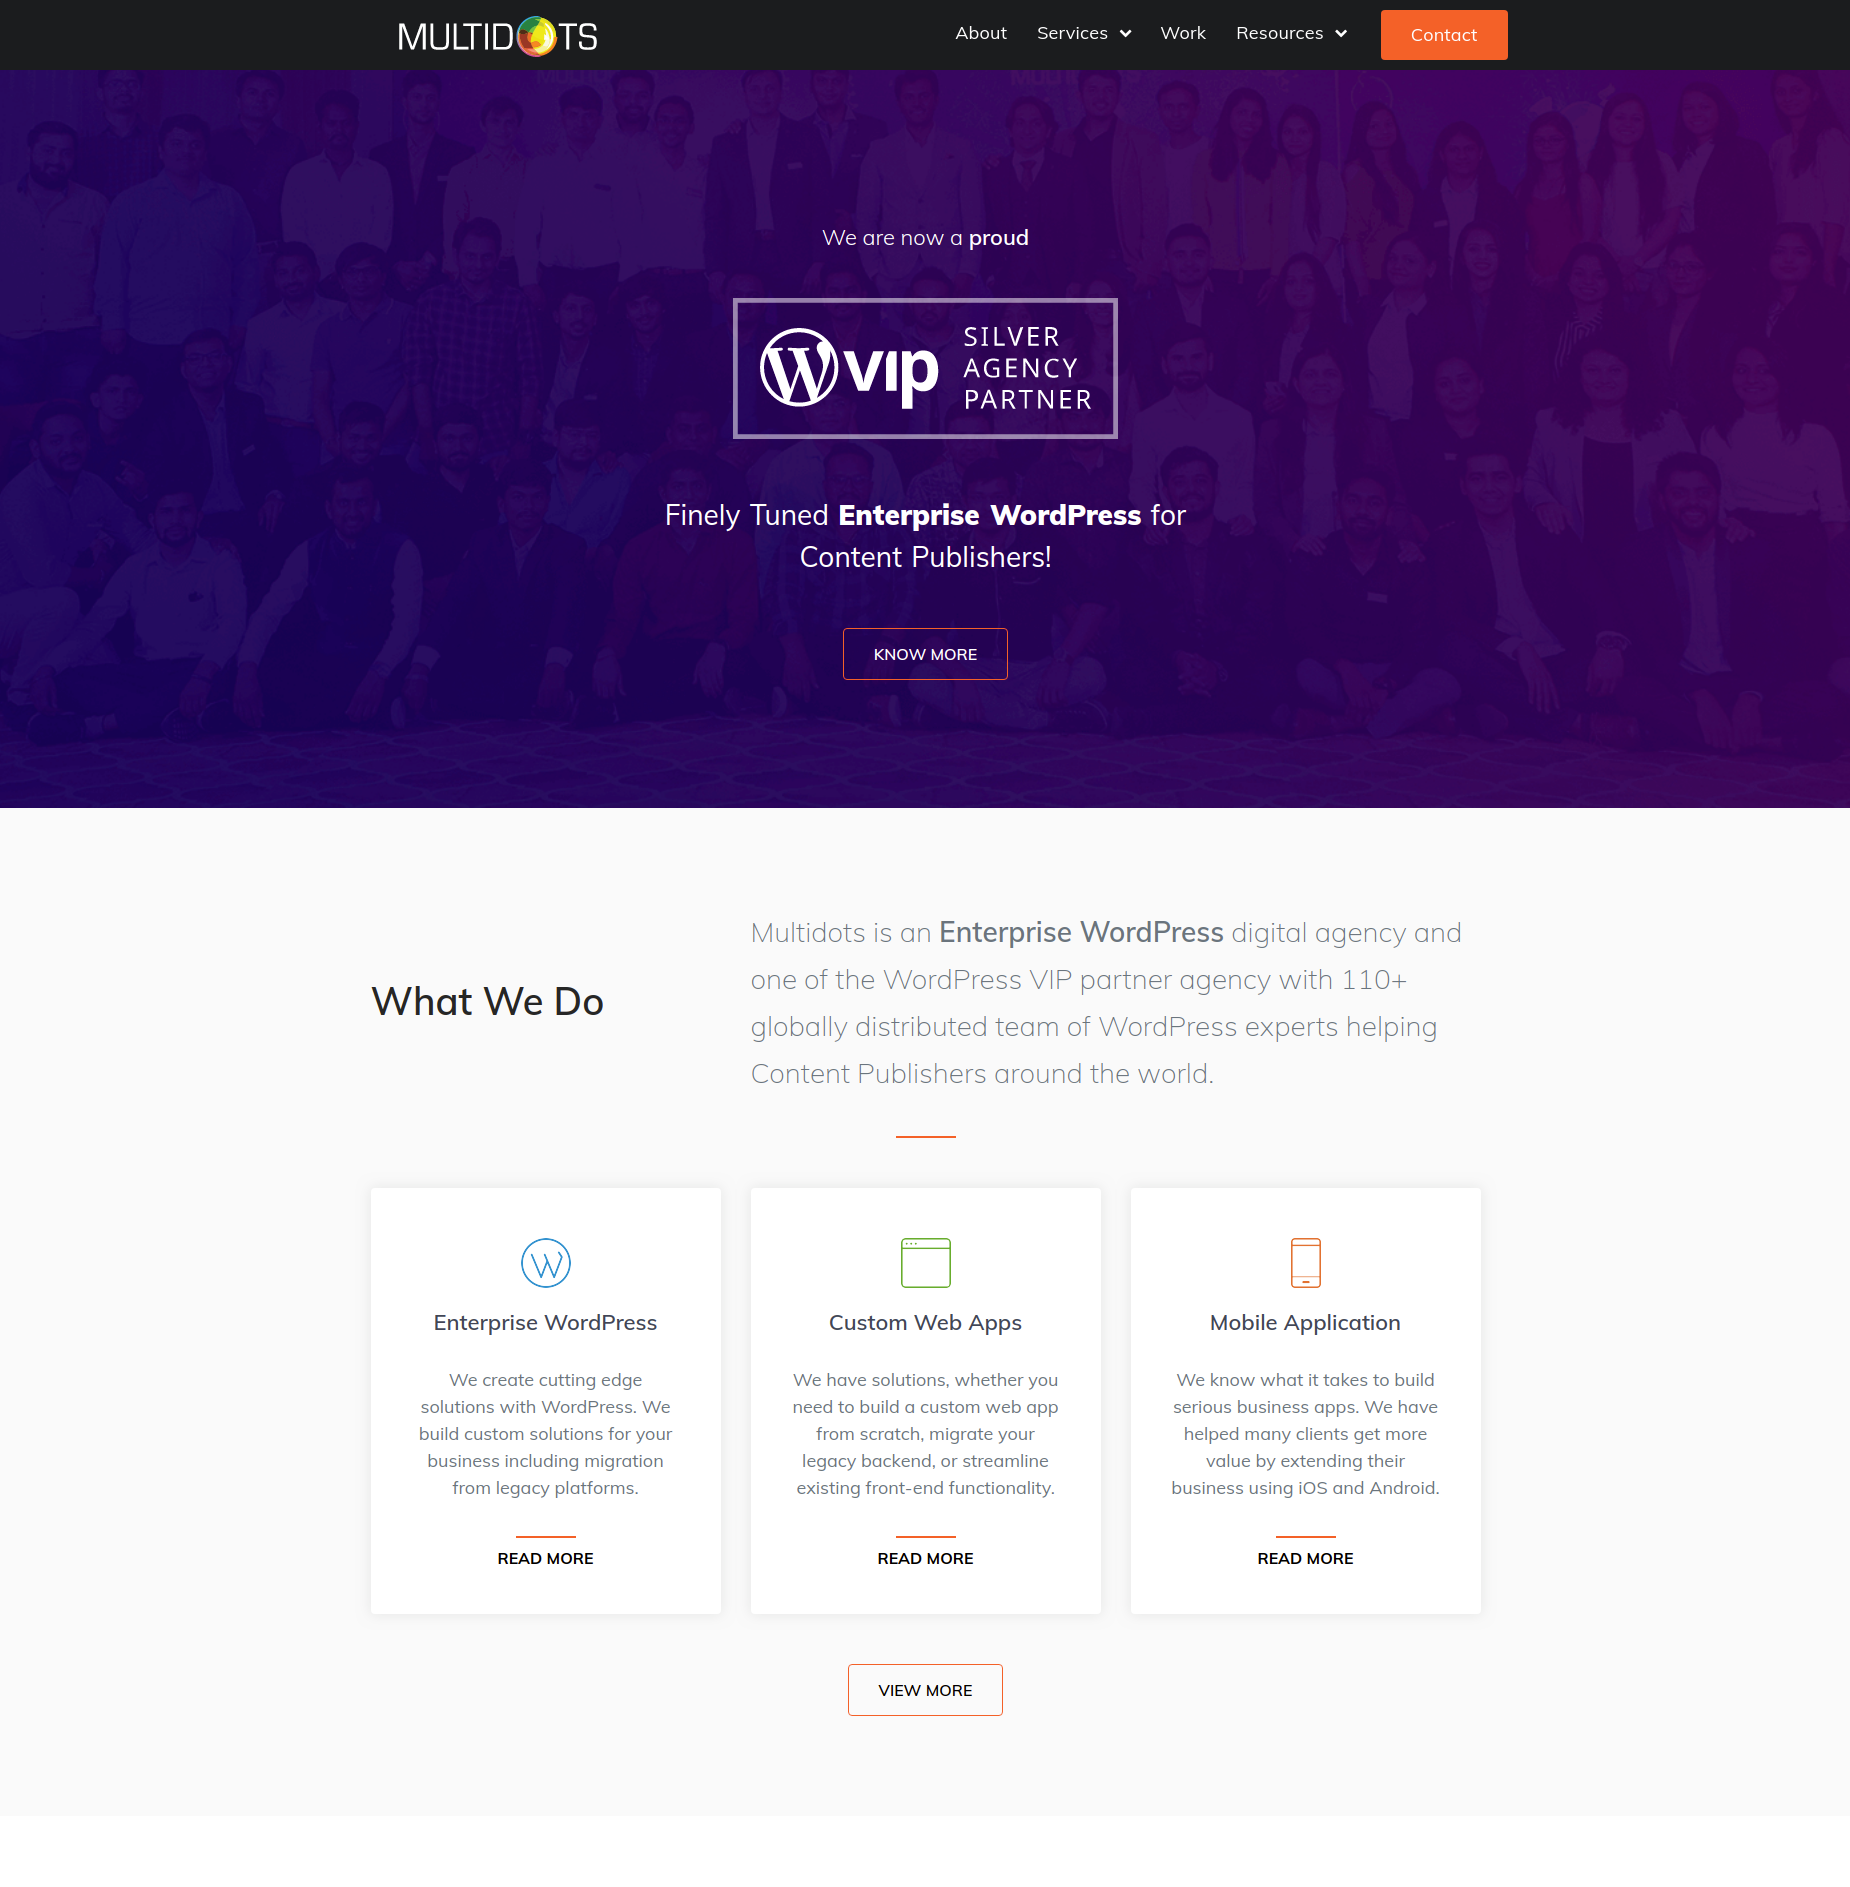 MULTIDOTS
About Services Work Resources Contact
We are now a proud
W vip SILVER
AGENCY
PARTNER
Finely Tuned Enterprise WordPress for
Content Publishers!
KNOW MORE
What We Do
Multidots is an Enterprise WordPress digital agency and
one of the WordPress VIP partner agency with 110+
globally distributed team of WordPress experts helping
Content Publishers around the world.
Enterprise WordPress
We create cutting edge
solutions with WordPress. We
build custom solutions for your
business including migration
from legacy platforms.
READ MORE
Custom Web Apps
We have solutions, whether you
need to build a custom web app
from scratch, migrate your
legacy backend, or streamline
existing front-end functionality.
READ MORE
Mobile Application
We know what it takes to build
serious business apps. We have
helped many clients get more
value by extending their
business using iOS and Android.
READ MORE
VIEW MORE